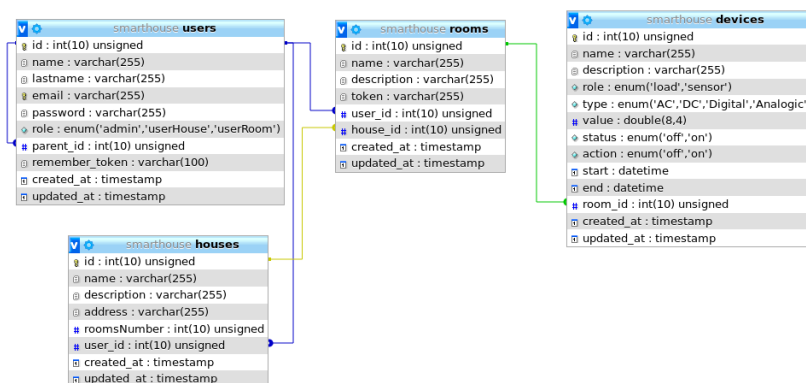 smarthouse users
id : int(10) unsigned
name : varchar(255)
lastname : varchar(255)
email : varchar(255)
password : varchar(255)
role : enum('admin','userHouse','userRoom')
parent_id : int(10) unsigned
remember_token : varchar(100)
created_at : timestamp
updated_at : timestamp
smarthouse rooms
id : int(10) unsigned
name : varchar(255)
description : varchar(255)
token : varchar(255)
user_id : int(10) unsigned
house_id : int(10) unsigned
created_at : timestamp
updated_at : timestamp
smarthouse devices
id : int(10) unsigned
name : varchar(255)
description : varchar(255)
role : enum('load','sensor')
type : enum('AC','DC','Digital','Analogic'
value : double(8,4)
status : enum('off','on')
action : enum('off','on')
start : datetime
end : datetime
room_id : int(10) unsigned
created_at : timestamp
updated_at : timestamp
smarthouse houses
id : int(10) unsigned
name : varchar(255)
description : varchar(255)
address : varchar(255)
roomsNumber : int(10) unsigned
user_id : int(10) unsigned
created_at : timestamp
updated_at : timestamp